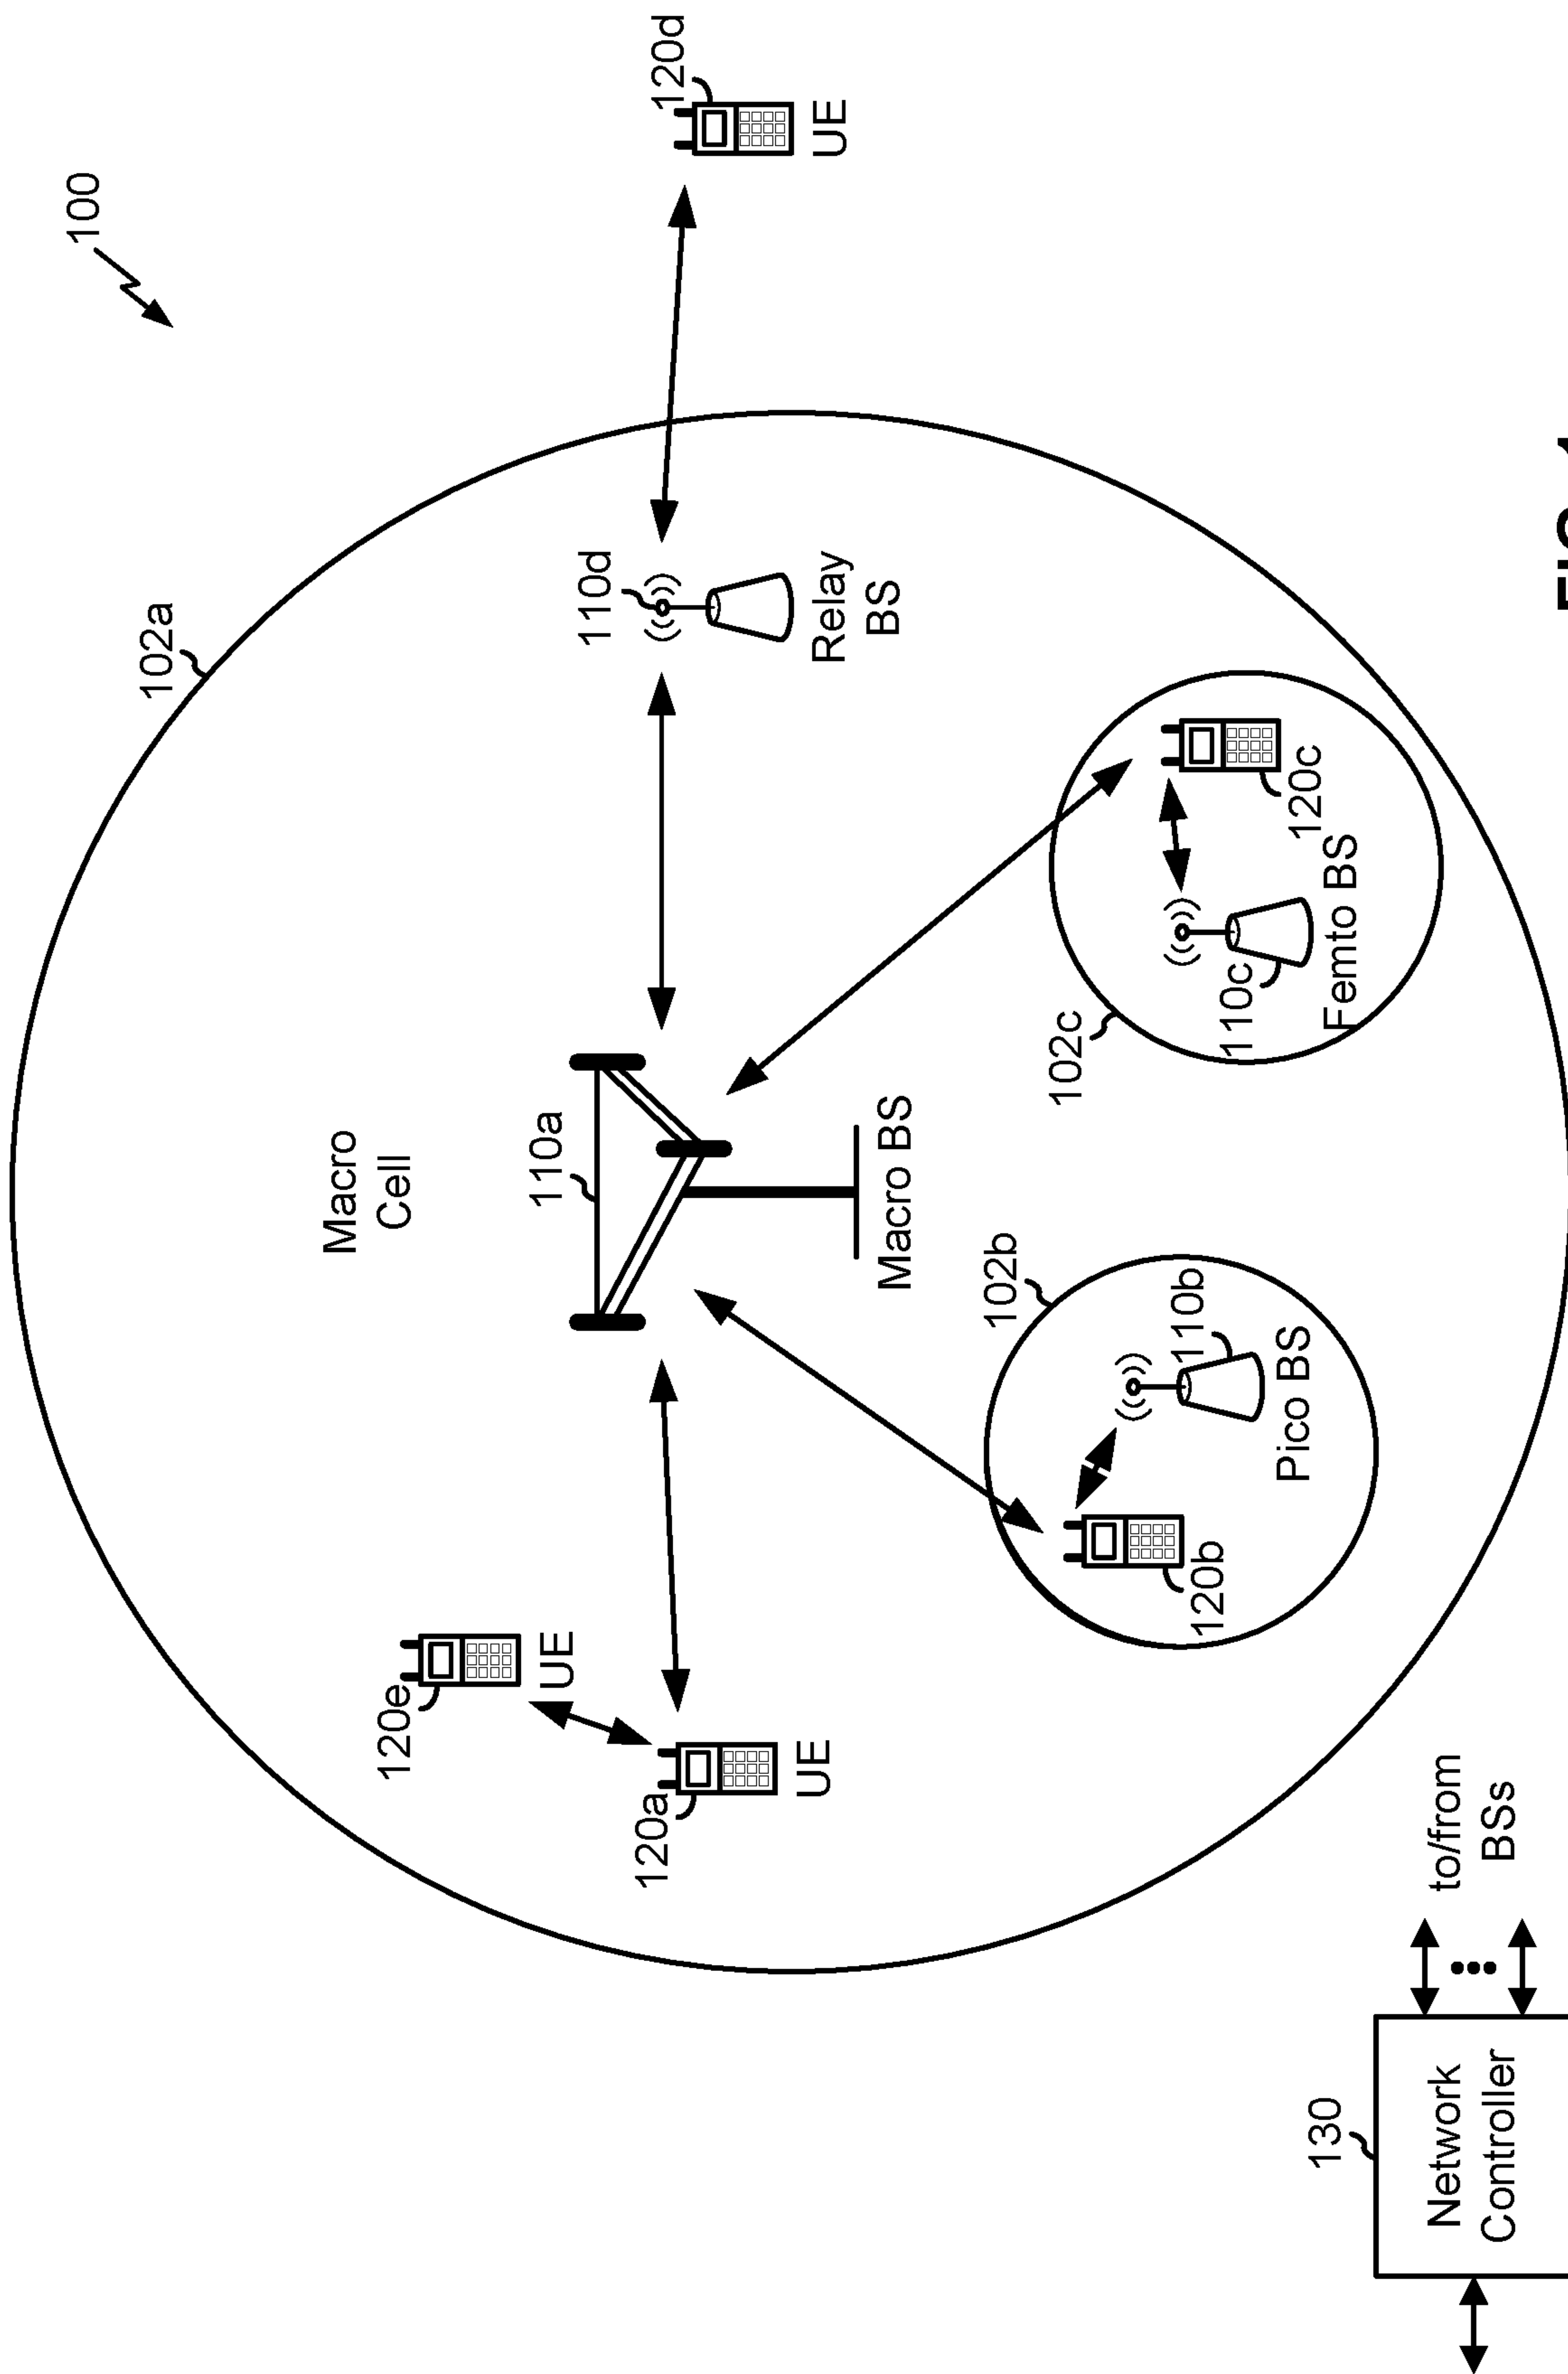 100
102a
Macro
Cell
120e
UE
110a
110d
120a
120d
UE
Relay
BS
UE
Macro BS
102b
102c
110b
120b
110c
Pico BS
120c
Femto BS
130
Network
Controller
to/from
BSs